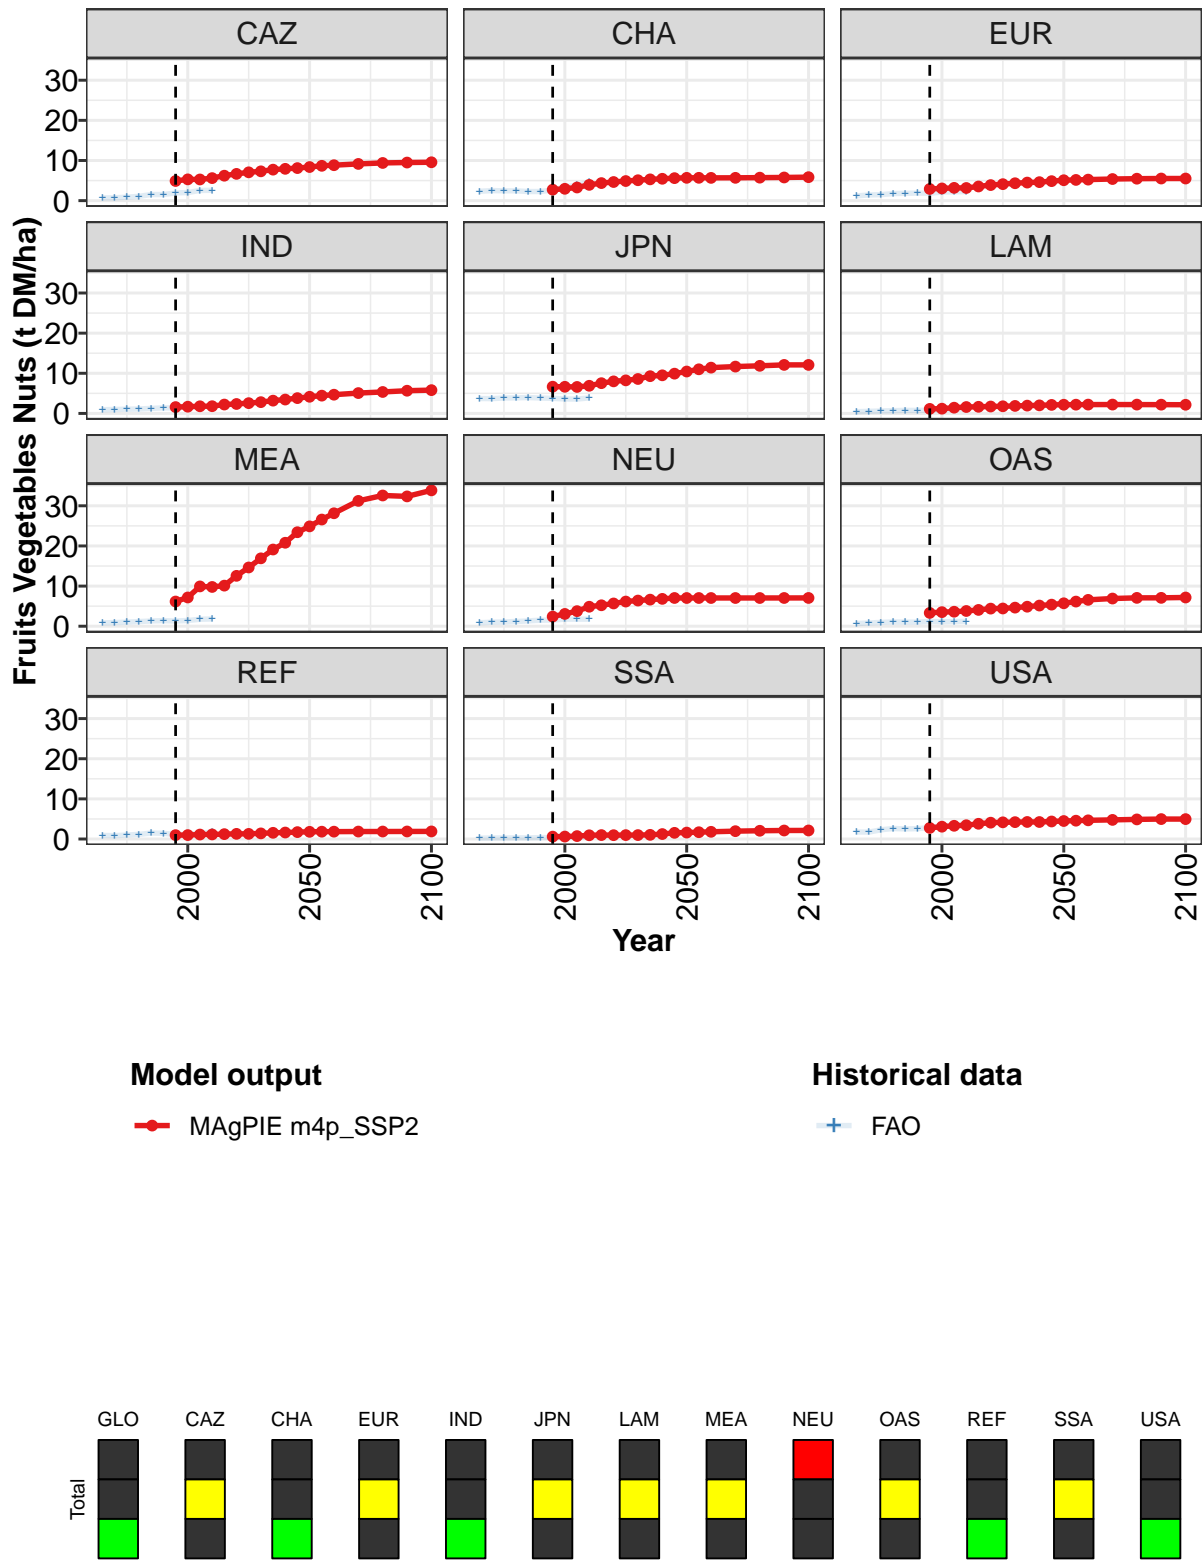 CAZ CHA EUR
30
20
10
0
IND JPN LAM
30
20
10
0
MEA NEU OAS
30
20
10
0
REF SSA USA
30
20
10
0
Fruits Vegetables Nuts (t DM/ha)
2000 2050 2100 2000 2050 2100 2000 2050 2100
Year
Model output Historical data
MAgPIE m4p_SSP2 FAO
GLO CAZ CHA EUR IND JPN LAM MEA NEU OAS REF SSA USA
Total